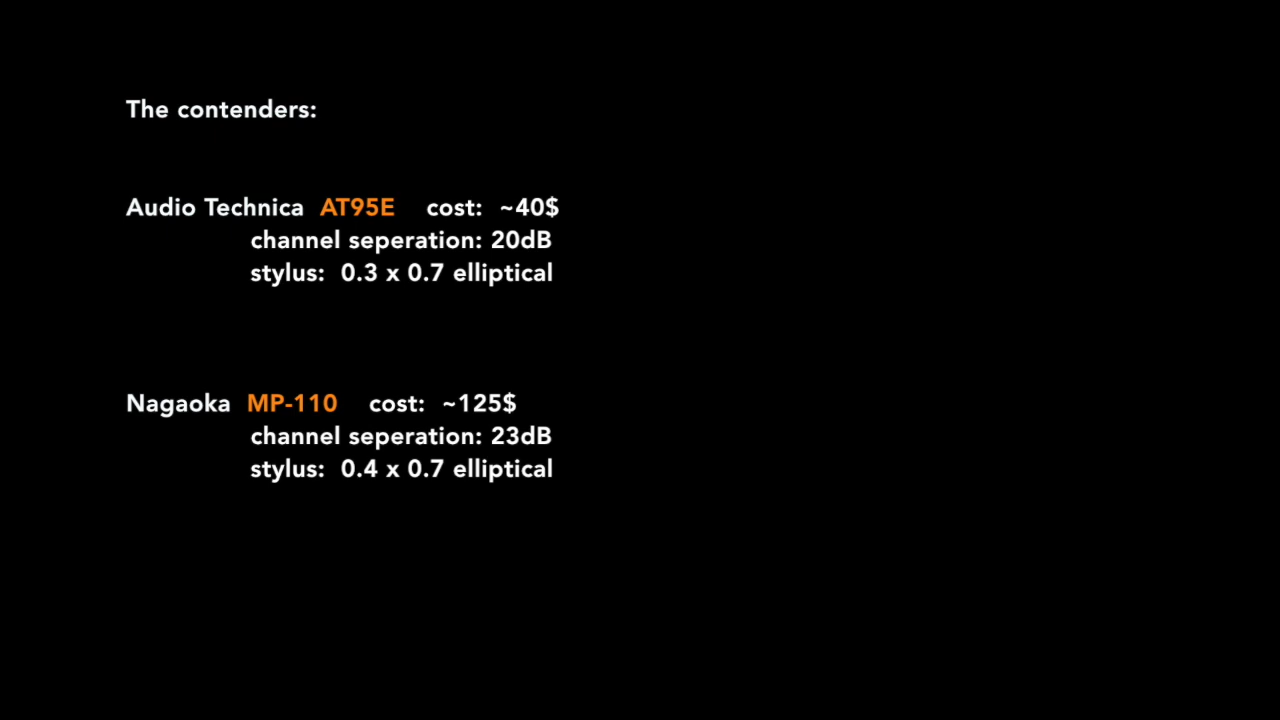 The contenders:
Audio Technica AT95E cost: ~40$
channel seperation: 20dB
stylus: 0.3 x 0.7 elliptical
Nagaoka MP-110 cost: ~125$
channel seperation: 23dB
stylus: 0.4 x 0.7 elliptical